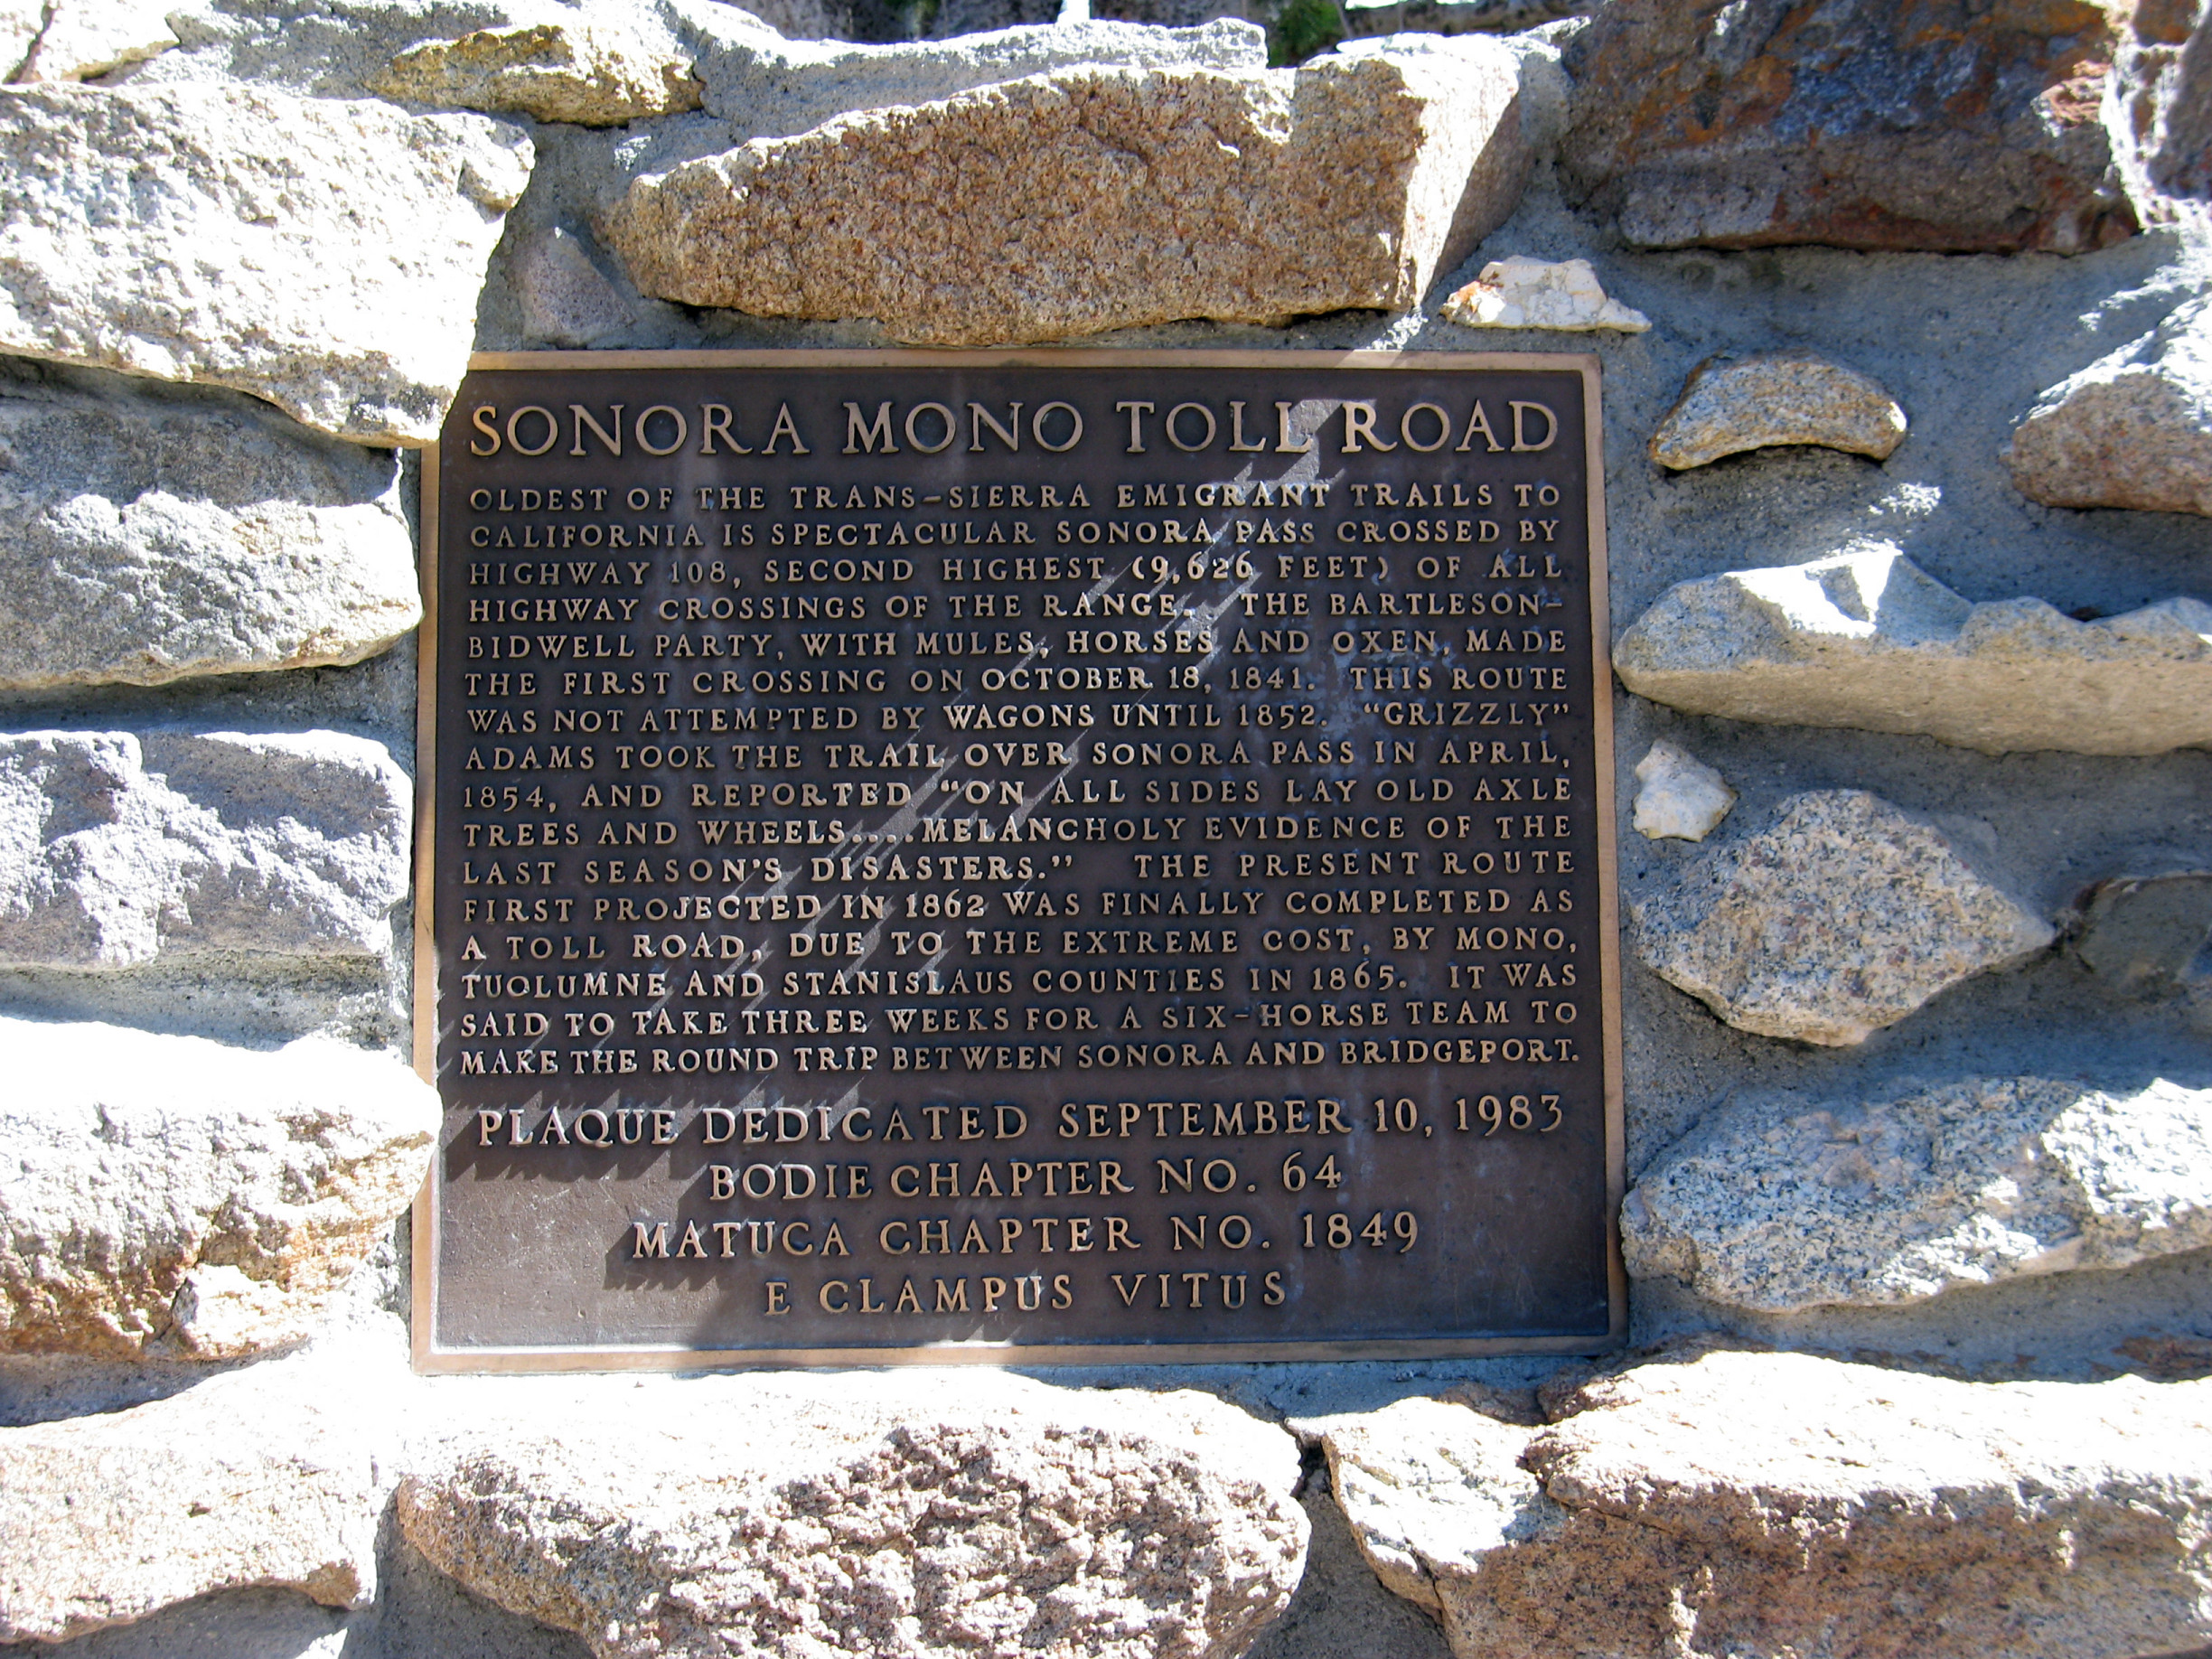 SONORA MONO TOLL ROAD
OLDEST OF THE TRANS-SIERRA EMIGRANT TRAILS TO
CALIFORNIA IS SPECTACULAR SONORA PASS CROSSED BY
HIGHWAY 108, SECOND HIGHEST (9,626 FEET) OF ALL
HIGHWAY CROSSINGS OF THE RANGE. THE BARTLESON-
BIDWELL PARTY, WITH MULES, HORSES AND OXEN, MADE
THE FIRST CROSSING ON OCTOBER 18, 1841. THIS ROUTE
WAS NOT ATTEMPTED BY WAGONS UNTIL 1852. "GRIZZLY"
ADAMS TOOK THE TRAIL OVER SONORA PASS IN APRIL,
1854, AND REPORTED "ON ALL SIDES LAY OLD AXLE
TREES AND WHEELS....MELANCHOLY EVIDENCE OF THE
LAST SEASON'S DISASTERS." THE PRESENT ROUTE
FIRST PROJECTED IN 1862 WAS FINALLY COMPLETED AS
A TOLL ROAD, DUE TO THE EXTREME COST, BY MONO,
TUOLUMNE AND STANISLAUS COUNTIES IN 1865. IT WAS
SAID TO TAKE THREE WEEKS FOR A SIX-HORSE TEAM TO
MAKE THE ROUND TRIP BETWEEN SONORA AND BRIDGEPORT.
PLAQUE DEDICATED SEPTEMBER 10, 1983
BODIE CHAPTER NO. 64
MATUCA CHAPTER NO. 1849
E CLAMPUS VITUS